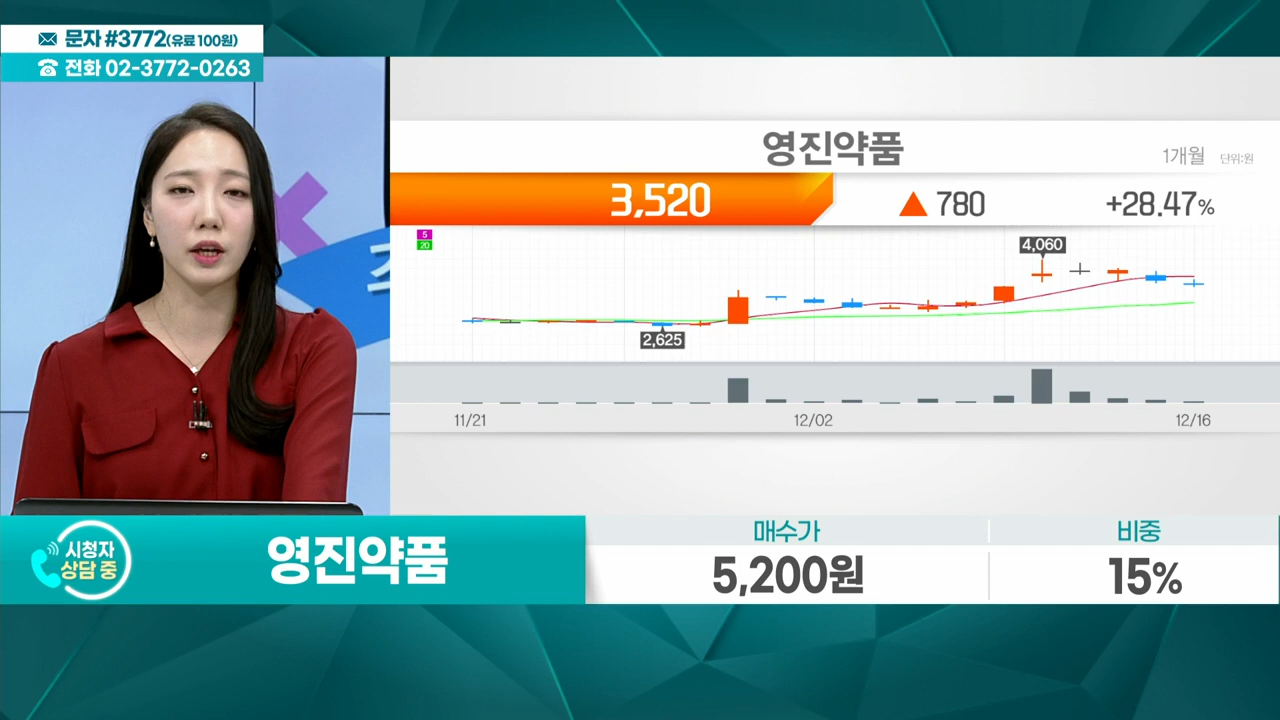 문자 #3772(유료 100원)
전화 02-3772-0263
영진약품
1개월 단위:원
3,520 ▲ 780 +28.47%
5
20
4,060
2,625
11/21 12/02 12/16
시청자
상담 중
영진약품
매수가 비중
5,200원 15%